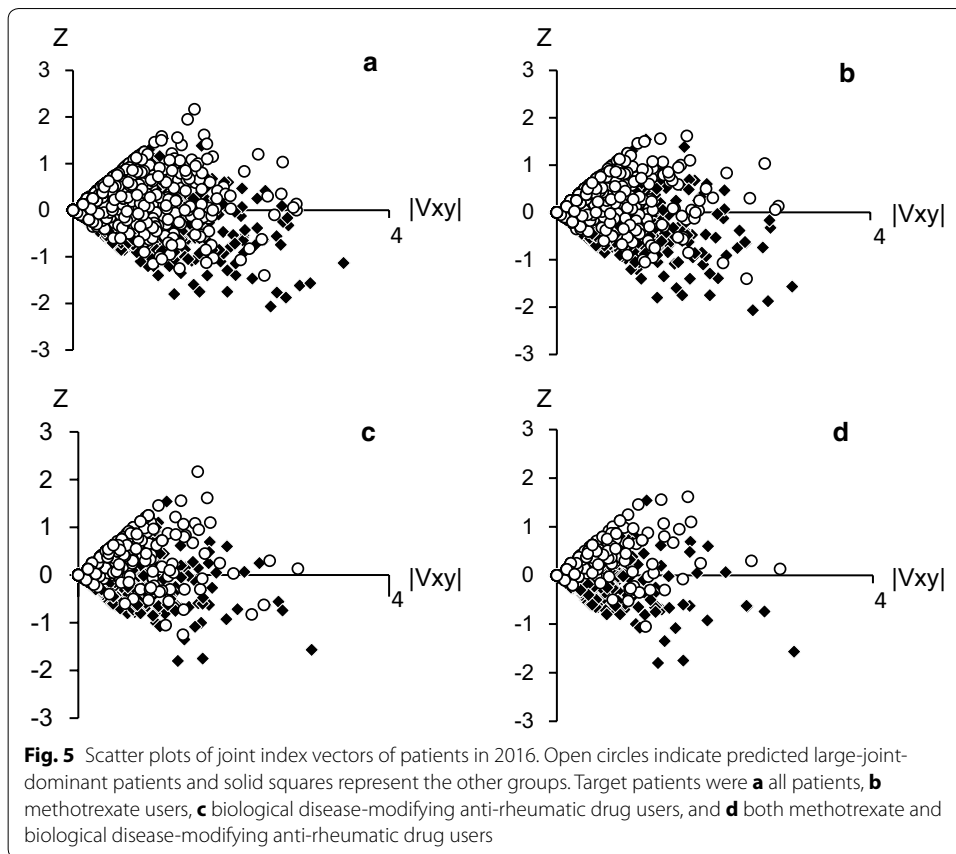 Z
a
3
2
1
0
-1
-2
-3
4
|Vxy|
Z
b
3
2
1
0
-1
-2
-3
4
|Vxy|
Z
c
3
2
1
0
-1
-2
-3
4
|Vxy|
Z
d
3
2
1
0
-1
-2
-3
4
|Vxy|
Fig. 5 Scatter plots of joint index vectors of patients in 2016. Open circles indicate predicted large-joint-
dominant patients and solid squares represent the other groups. Target patients were a all patients, b
methotrexate users, c biological disease-modifying anti-rheumatic drug users, and d both methotrexate and
biological disease-modifying anti-rheumatic drug users